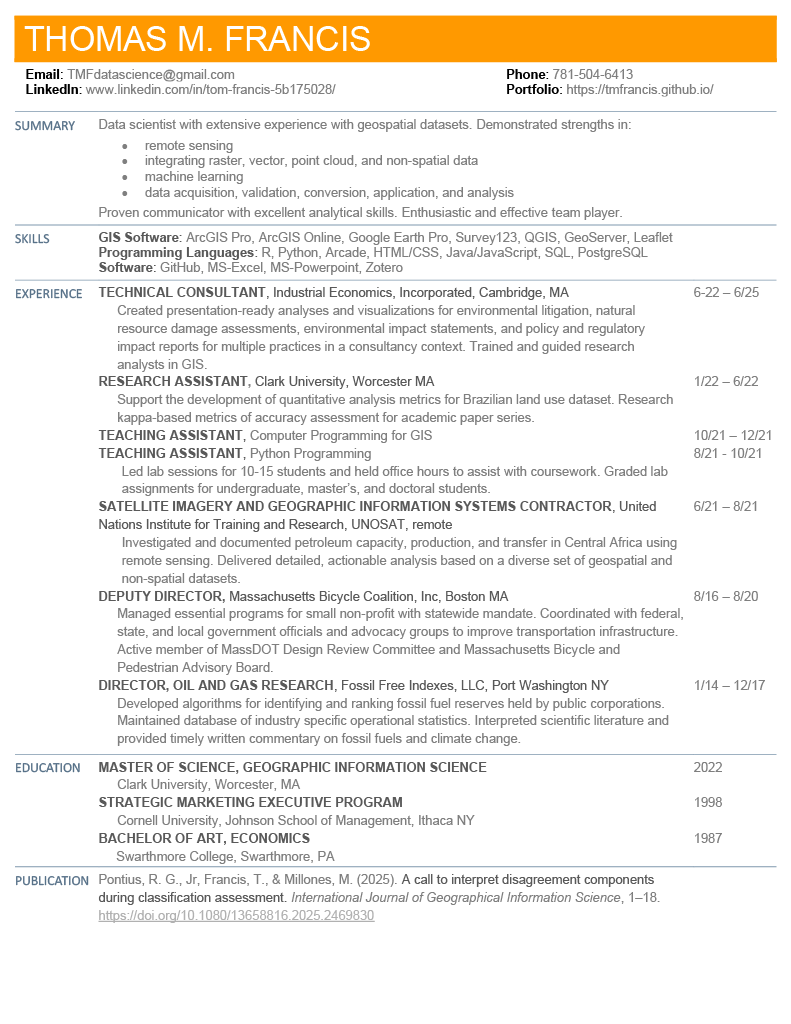 THOMAS M. FRANCIS
Email: TMFdatascience@gmail.com Phone: 781-504-6413
LinkedIn: www.linkedin.com/in/tom-francis-5b175028/ Portfolio: https://tmfrancis.github.io/
SUMMARY Data scientist with extensive experience with geospatial datasets. Demonstrated strengths in:
• remote sensing
• integrating raster, vector, point cloud, and non-spatial data
• machine learning
• data acquisition, validation, conversion, application, and analysis
Proven communicator with excellent analytical skills. Enthusiastic and effective team player.
SKILLS GIS Software: ArcGIS Pro, ArcGIS Online, Google Earth Pro, Survey123, QGIS, GeoServer, Leaflet
Programming Languages: R, Python, Arcade, HTML/CSS, Java/JavaScript, SQL, PostgreSQL
Software: GitHub, MS-Excel, MS-Powerpoint, Zotero
EXPERIENCE TECHNICAL CONSULTANT, Industrial Economics, Incorporated, Cambridge, MA 6-22 – 6/25
Created presentation-ready analyses and visualizations for environmental litigation, natural
resource damage assessments, environmental impact statements, and policy and regulatory
impact reports for multiple practices in a consultancy context. Trained and guided research
analysts in GIS.
RESEARCH ASSISTANT, Clark University, Worcester MA 1/22 – 6/22
Support the development of quantitative analysis metrics for Brazilian land use dataset. Research
kappa-based metrics of accuracy assessment for academic paper series.
TEACHING ASSISTANT, Computer Programming for GIS 10/21 – 12/21
TEACHING ASSISTANT, Python Programming 8/21 - 10/21
Led lab sessions for 10-15 students and held office hours to assist with coursework. Graded lab
assignments for undergraduate, master's, and doctoral students.
SATELLITE IMAGERY AND GEOGRAPHIC INFORMATION SYSTEMS CONTRACTOR, United 6/21 – 8/21
Nations Institute for Training and Research, UNOSAT, remote
Investigated and documented petroleum capacity, production, and transfer in Central Africa using
remote sensing. Delivered detailed, actionable analysis based on a diverse set of geospatial and
non-spatial datasets.
DEPUTY DIRECTOR, Massachusetts Bicycle Coalition, Inc, Boston MA 8/16 – 8/20
Managed essential programs for small non-profit with statewide mandate. Coordinated with federal,
state, and local government officials and advocacy groups to improve transportation infrastructure.
Active member of MassDOT Design Review Committee and Massachusetts Bicycle and
Pedestrian Advisory Board.
DIRECTOR, OIL AND GAS RESEARCH, Fossil Free Indexes, LLC, Port Washington NY 1/14 – 12/17
Developed algorithms for identifying and ranking fossil fuel reserves held by public corporations.
Maintained database of industry specific operational statistics. Interpreted scientific literature and
provided timely written commentary on fossil fuels and climate change.
EDUCATION MASTER OF SCIENCE, GEOGRAPHIC INFORMATION SCIENCE 2022
Clark University, Worcester, MA
STRATEGIC MARKETING EXECUTIVE PROGRAM 1998
Cornell University, Johnson School of Management, Ithaca NY
BACHELOR OF ART, ECONOMICS 1987
Swarthmore College, Swarthmore, PA
PUBLICATION Pontius, R. G., Jr, Francis, T., & Millones, M. (2025). A call to interpret disagreement components
during classification assessment. International Journal of Geographical Information Science, 1–18.
https://doi.org/10.1080/13658816.2025.2469830